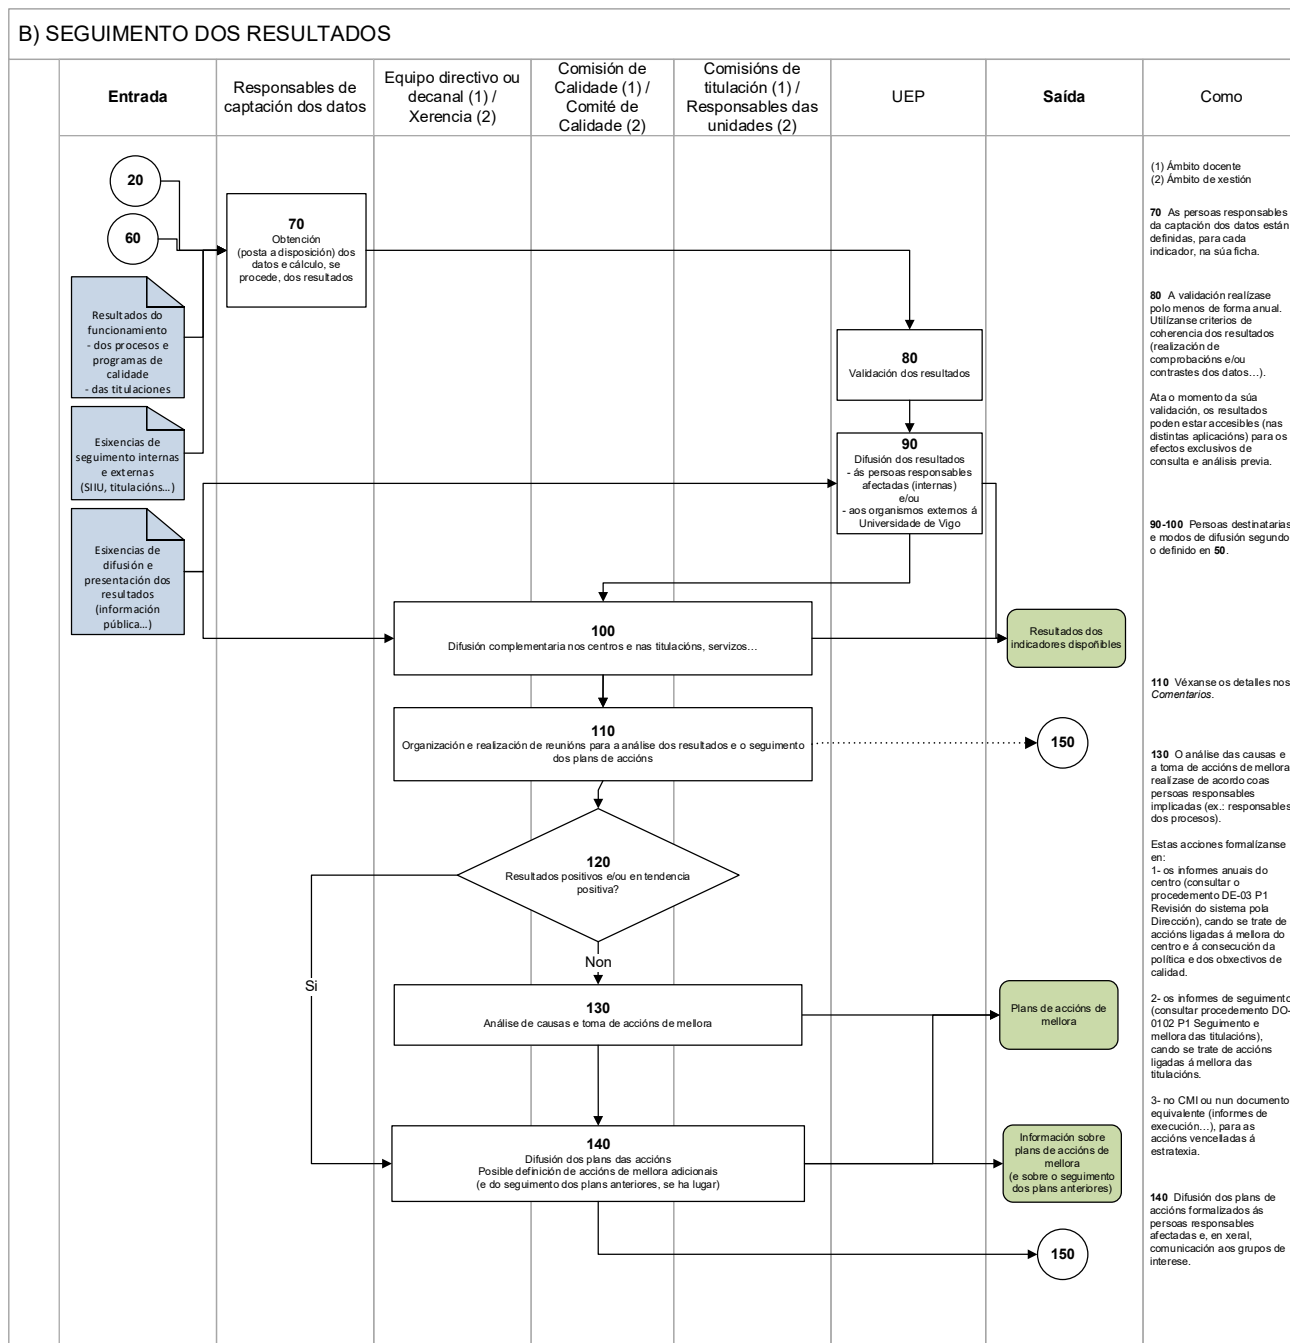 B) SEGUIMENTO DOS RESULTADOS
Entrada
Responsables de
captación dos datos
Equipo directivo ou
decanal (1) /
Xerencia (2)
Comisión de
Calidade (1) /
Comité de
Calidade (2)
Comisións de
titulación (1) /
Responsables das
unidades (2)
UEP
Saída
Como
20
60
Resultados do
funcionamento
- dos procesos e
programas de
calidade
- das titulaciones
Esixencias de
seguimento internas
e externas
(SIIU, titulacións...)
Esixencias de
difusión e
presentación dos
resultados
(información
pública...)
70
Obtención
(posta a disposición) dos
datos e cálculo, se
procede, dos resultados
80
Validación dos resultados
90
Difusión dos resultados
- ás persoas responsables
afectadas (internas)
e/ou
- aos organismos externos á
Universidade de Vigo
100
Difusión complementaria nos centros e nas titulacións, servizos...
Resultados dos
indicadores dispoñibles
110
Organización e realización de reunións para a análise dos resultados e o seguimento
dos plans de accións
150
120
Resultados positivos e/ou en tendencia
positiva?
Non
Si
130
Análise de causas e toma de accións de mellora
Plans de accións de
mellora
140
Difusión dos plans das accións
Posible definición de accións de mellora adicionais
(e do seguimento dos plans anteriores, se ha lugar)
Información sobre
plans de accións de
mellora
(e sobre o seguimento
dos plans anteriores)
150
(1) Ámbito docente
(2) Ámbito de xestión
70 As persoas responsables
da captación dos datos están
definidas, para cada
indicador, na súa ficha.
80 A validación realízase
polo menos de forma anual.
Utilízanse criterios de
coherencia dos resultados
(realización de
comprobacións e/ou
contrastes dos datos...).
Ata o momento da súa
validación, os resultados
poden estar accesibles (nas
distintas aplicacións) para os
efectos exclusivos de
consulta e análisis previa.
90-100 Persoas destinatarias
e modos de difusión segundo
o definido en 50.
110 Véxanse os detalles nos
Comentarios.
130 O análise das causas e
a toma de accións de mellora
realízase de acordo coas
persoas responsables
implicadas (ex.: responsables
dos procesos).
Estas acciones formalízanse
en:
1- os informes anuais do
centro (consultar o
procedemento DE-03 P1
Revisión do sistema pola
Dirección), cando se trate de
accións ligadas á mellora do
centro e á consecución da
política e dos obxectivos de
calidad.
2- os informes de seguimento
(consultar procedemento DO-
0102 P1 Seguimento e
mellora das titulacións),
cando se trate de accións
ligadas á mellora das
titulacións.
3- no CMI ou nun documento
equivalente (informes de
execución...), para as
accións vencelladas á
estratexia.
140 Difusión dos plans de
accións formalizados ás
persoas responsables
afectadas e, en xeral,
comunicación aos grupos de
interese.